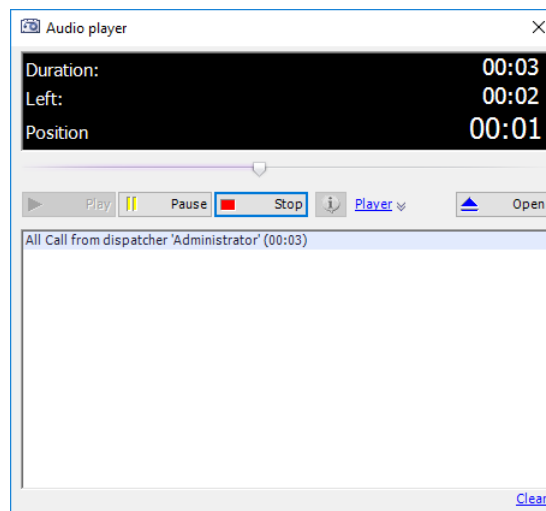 Audio player
Duration: 00:03
Left: 00:02
Position 00:01
Play Pause Stop Player Open
All Call from dispatcher 'Administrator' (00:03)
Clear